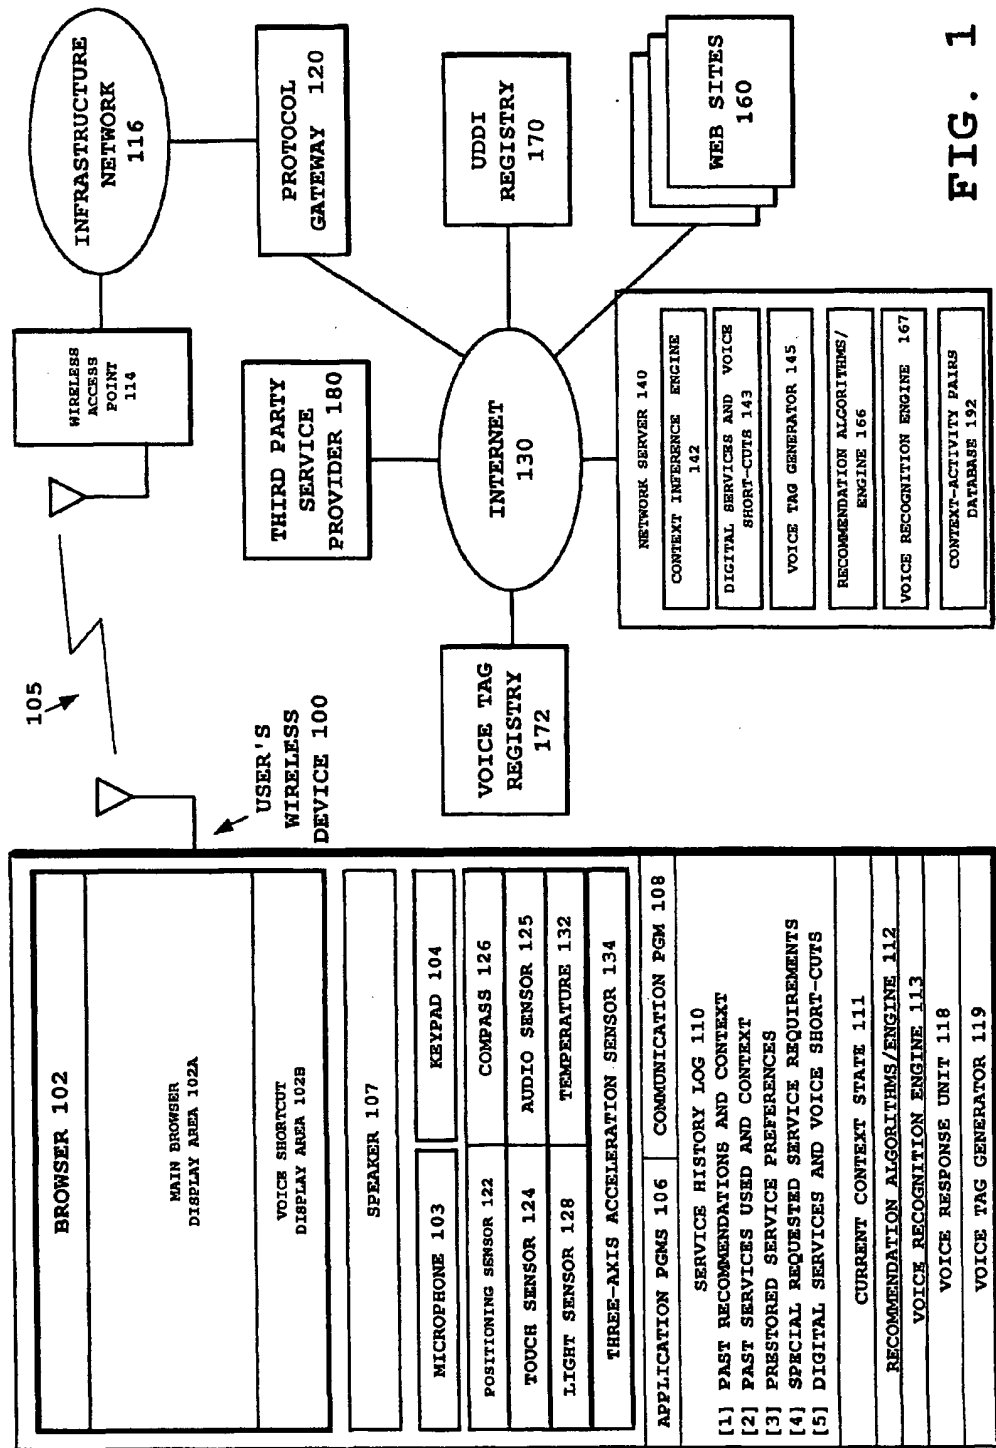 BROWSER 102
MAIN BROWSER
DISPLAY AREA 102A
VOICE SHORTCUT
DISPLAY AREA 102B
SPEAKER 107
MICROPHONE 103
KEYPAD 104
POSITIONING SENSOR 122
COMPASS 126
TOUCH SENSOR 124
AUDIO SENSOR 125
LIGHT SENSOR 128
TEMPERATURE 132
THREE-AXIS ACCELERATION SENSOR 134
APPLICATION PGMS 106
COMMUNICATION PGM 108
SERVICE HISTORY LOG 110
[1] PAST RECOMMENDATIONS AND CONTEXT
[2] PAST SERVICES USED AND CONTEXT
[3] PRESTORED SERVICE PREFERENCES
[4] SPECIAL REQUESTED SERVICE REQUIREMENTS
[5] DIGITAL SERVICES AND VOICE SHORT-CUTS
CURRENT CONTEXT STATE 111
RECOMMENDATION ALGORITHMS/ENGINE 112
VOICE RECOGNITION ENGINE 113
VOICE RESPONSE UNIT 118
VOICE TAG GENERATOR 119
USER'S
WIRELESS
DEVICE 100
105
WIRELESS
ACCESS
POINT
114
INFRASTRUCTURE
NETWORK
116
PROTOCOL
GATEWAY 120
THIRD PARTY
SERVICE
PROVIDER 180
INTERNET
130
VOICE TAG
REGISTRY
172
UDDI
REGISTRY
170
WEB SITES
160
NETWORK SERVER 140
CONTEXT INFERENCE ENGINE
142
DIGITAL SERVICES AND VOICE
SHORT-CUTS 143
VOICE TAG GENERATOR 145
RECOMMENDATION ALGORITHMS/
ENGINE 166
VOICE RECOGNITION ENGINE 167
CONTEXT-ACTIVITY PAIRS
DATABASE 192
FIG. 1